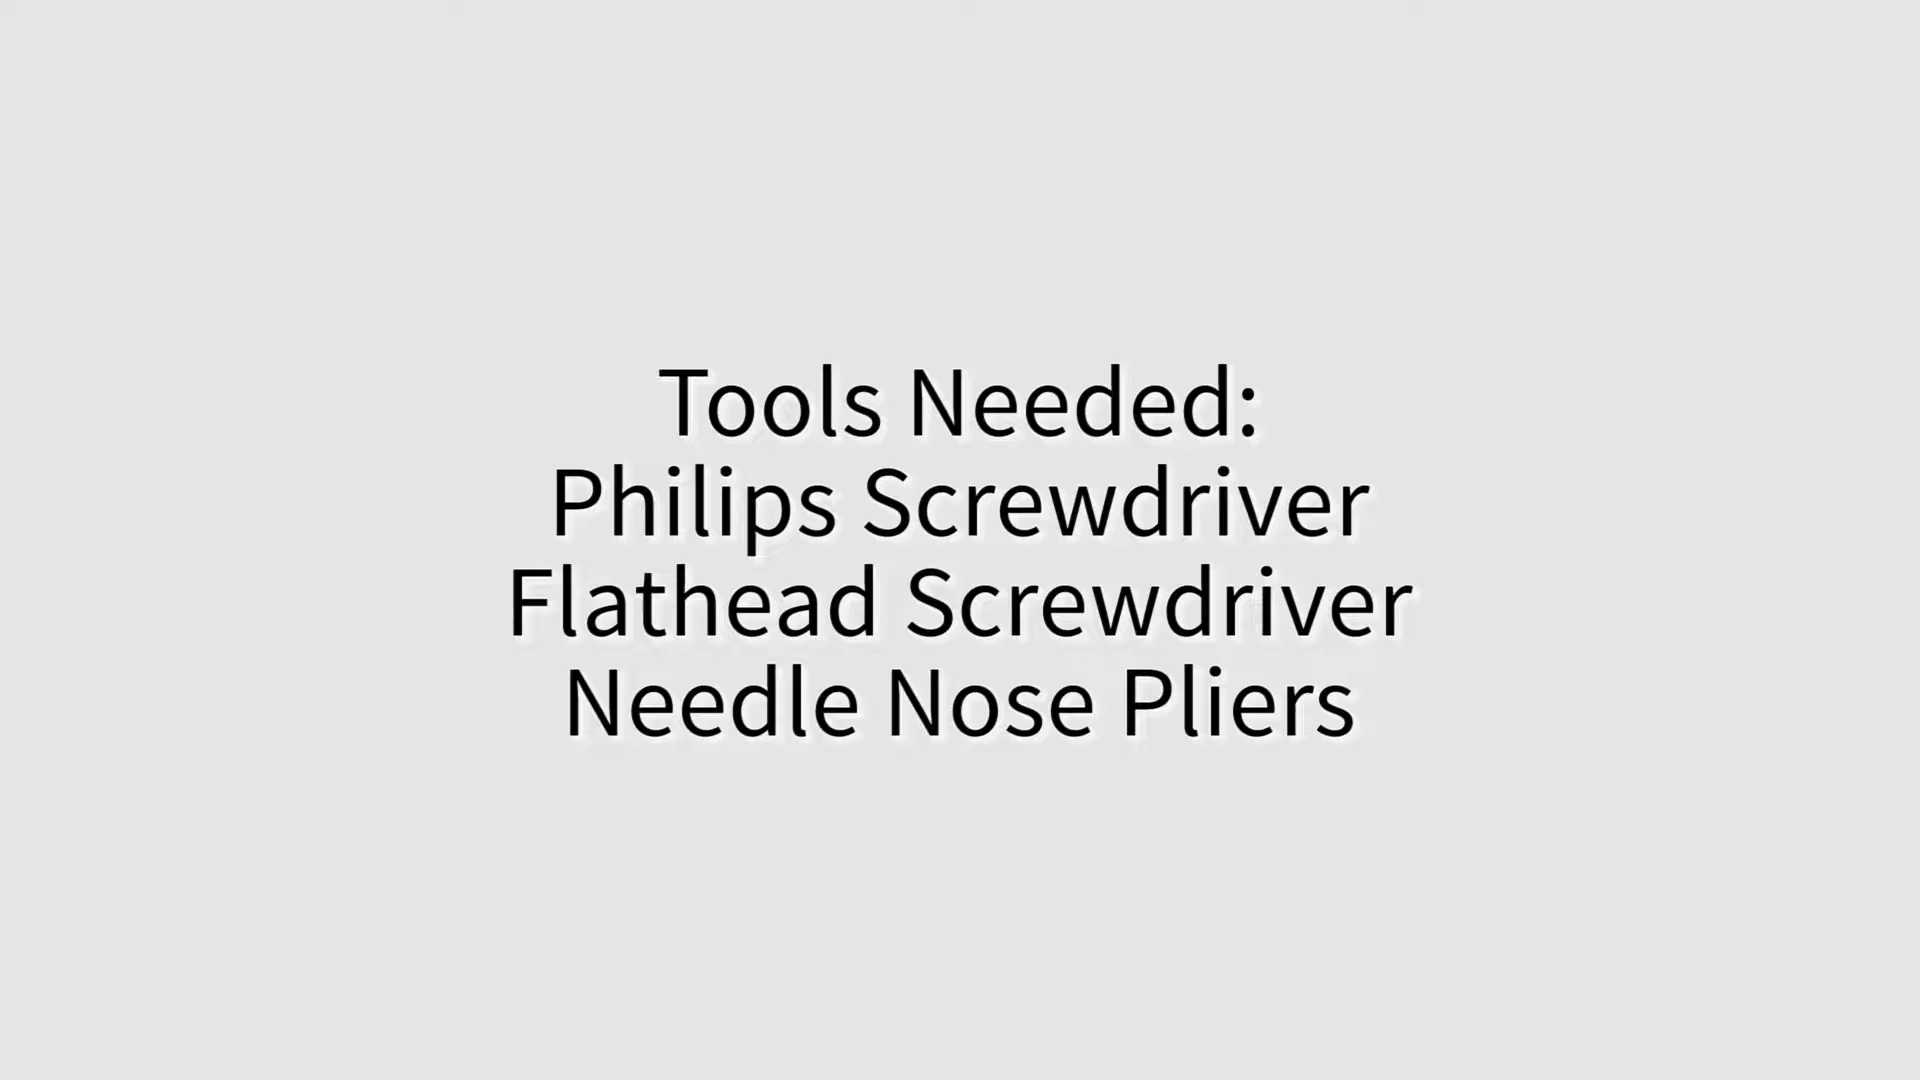 Tools Needed:
Philips Screwdriver
Flathead Screwdriver
Needle Nose Pliers